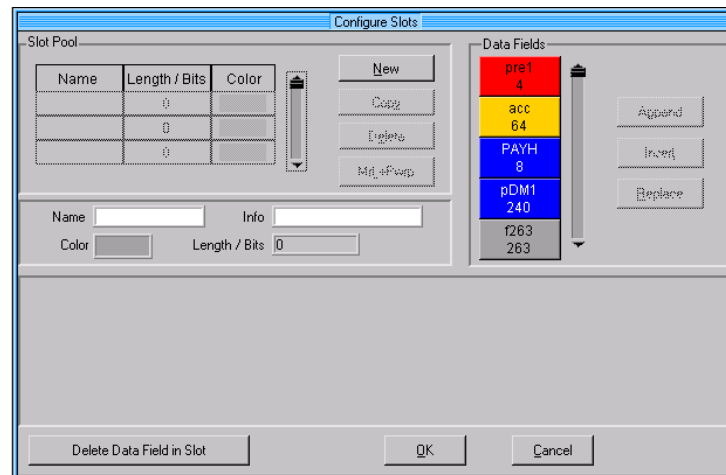 Configure Slots
Slot Pool
Name Length / Bits Color
0
0
0
New
Copy
Delete
Data Fields
pre1
4
acc
64
PAYH
8
pDM1
240
f263
263
Append
Insert
Replace
Name Info
Color Length / Bits 0
Delete Data Field in Slot OK Cancel